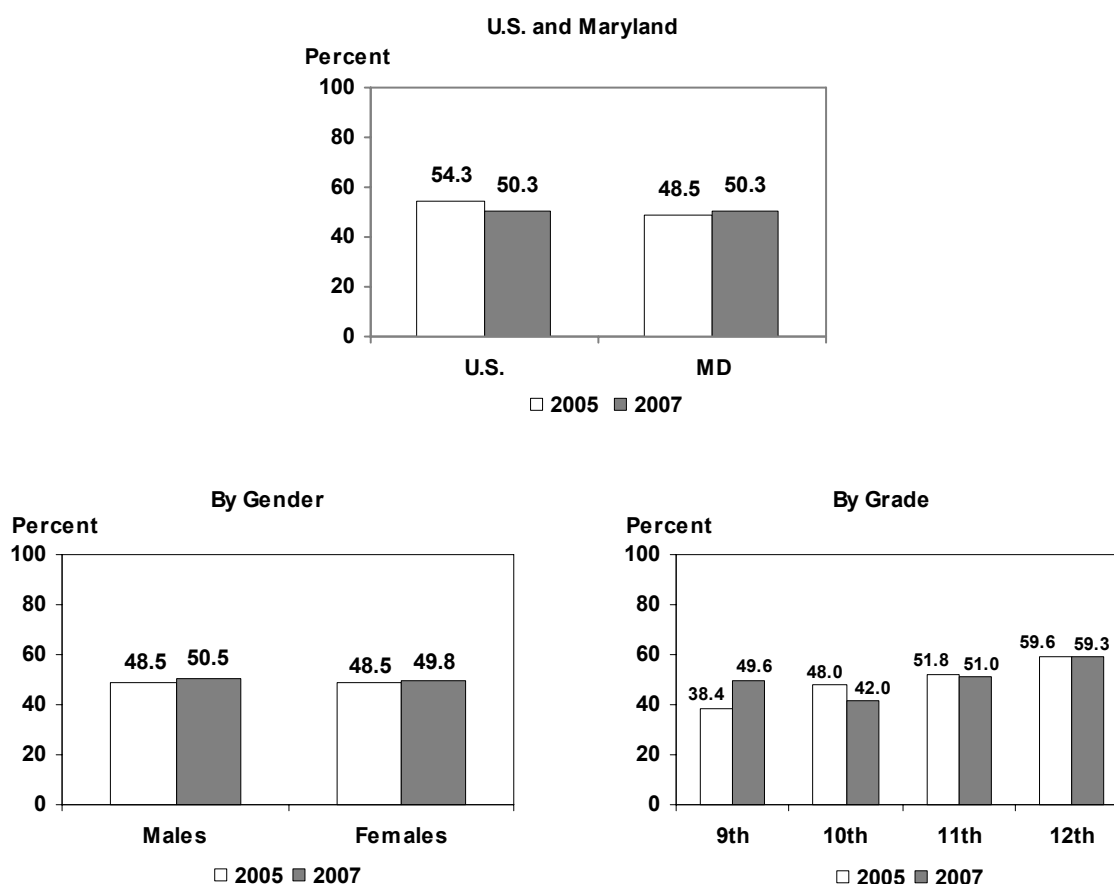 U.S. and Maryland
Percent
100
80
60
40
20
0
54.3
50.3
48.5
50.3
U.S.
MD
2005 2007
By Gender
Percent
100
80
60
40
20
0
48.5
50.5
48.5
49.8
Males
Females
2005 2007
By Grade
Percent
100
80
60
40
20
0
38.4
49.6
48.0
42.0
51.8
51.0
59.6
59.3
9th
10th
11th
12th
2005 2007